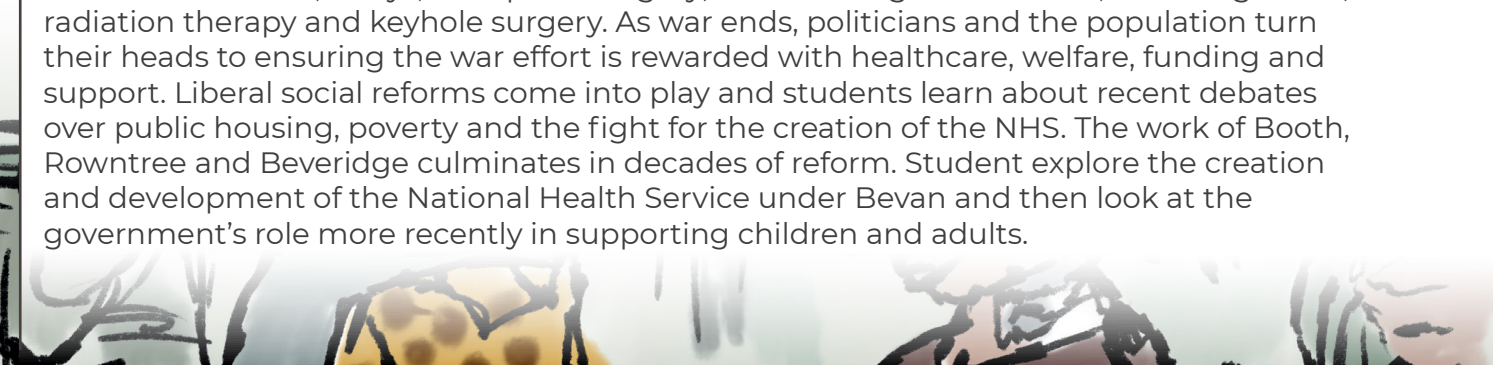 radiation therapy and keyhole surgery. As war ends, politicians and the population turn
their heads to ensuring the war effort is rewarded with healthcare, welfare, funding and
support. Liberal social reforms come into play and students learn about recent debates
over public housing, poverty and the fight for the creation of the NHS. The work of Booth,
Rowntree and Beveridge culminates in decades of reform. Student explore the creation
and development of the National Health Service under Bevan and then look at the
government’s role more recently in supporting children and adults.